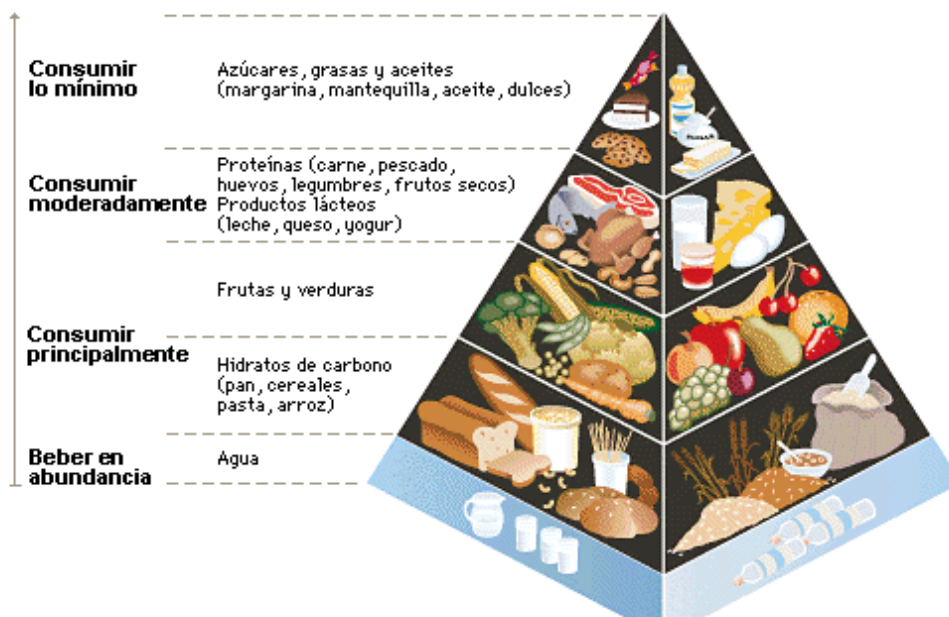 Consumir
lo mínimo
Azúcares, grasas y aceites
(margarina, mantequilla, aceite, dulces)
Consumir
moderadamente
Proteínas (carne, pescado,
huevos, legumbres, frutos secos)
Productos lácteos
(leche, queso, yogur)
Consumir
principalmente
Frutas y verduras
Hidratos de carbono
(pan, cereales,
pasta, arroz)
Beber en
abundancia
Agua